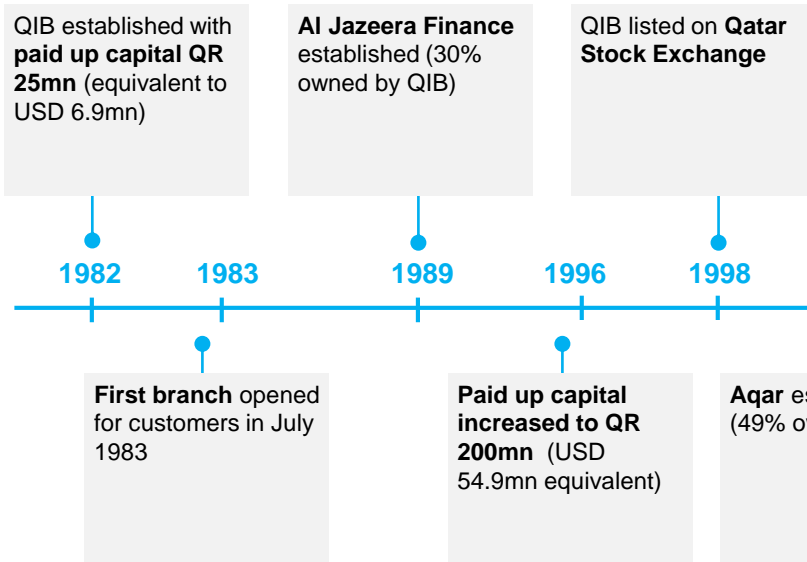 QIB established with
paid up capital QR
25mn (equivalent to
USD 6.9mn)
Al Jazeera Finance
established (30%
owned by QIB)
QIB listed on Qatar
Stock Exchange
1982
1983
1989
1996
1998
First branch opened
for customers in July
1983
Paid up capital
increased to QR
200mn (USD
54.9mn equivalent)
Aqar
(49%